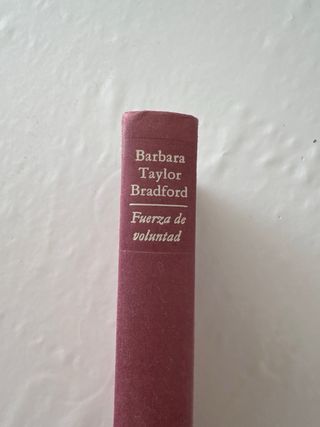 Barbara
Taylor
Bradford
Fuerza de
voluntad